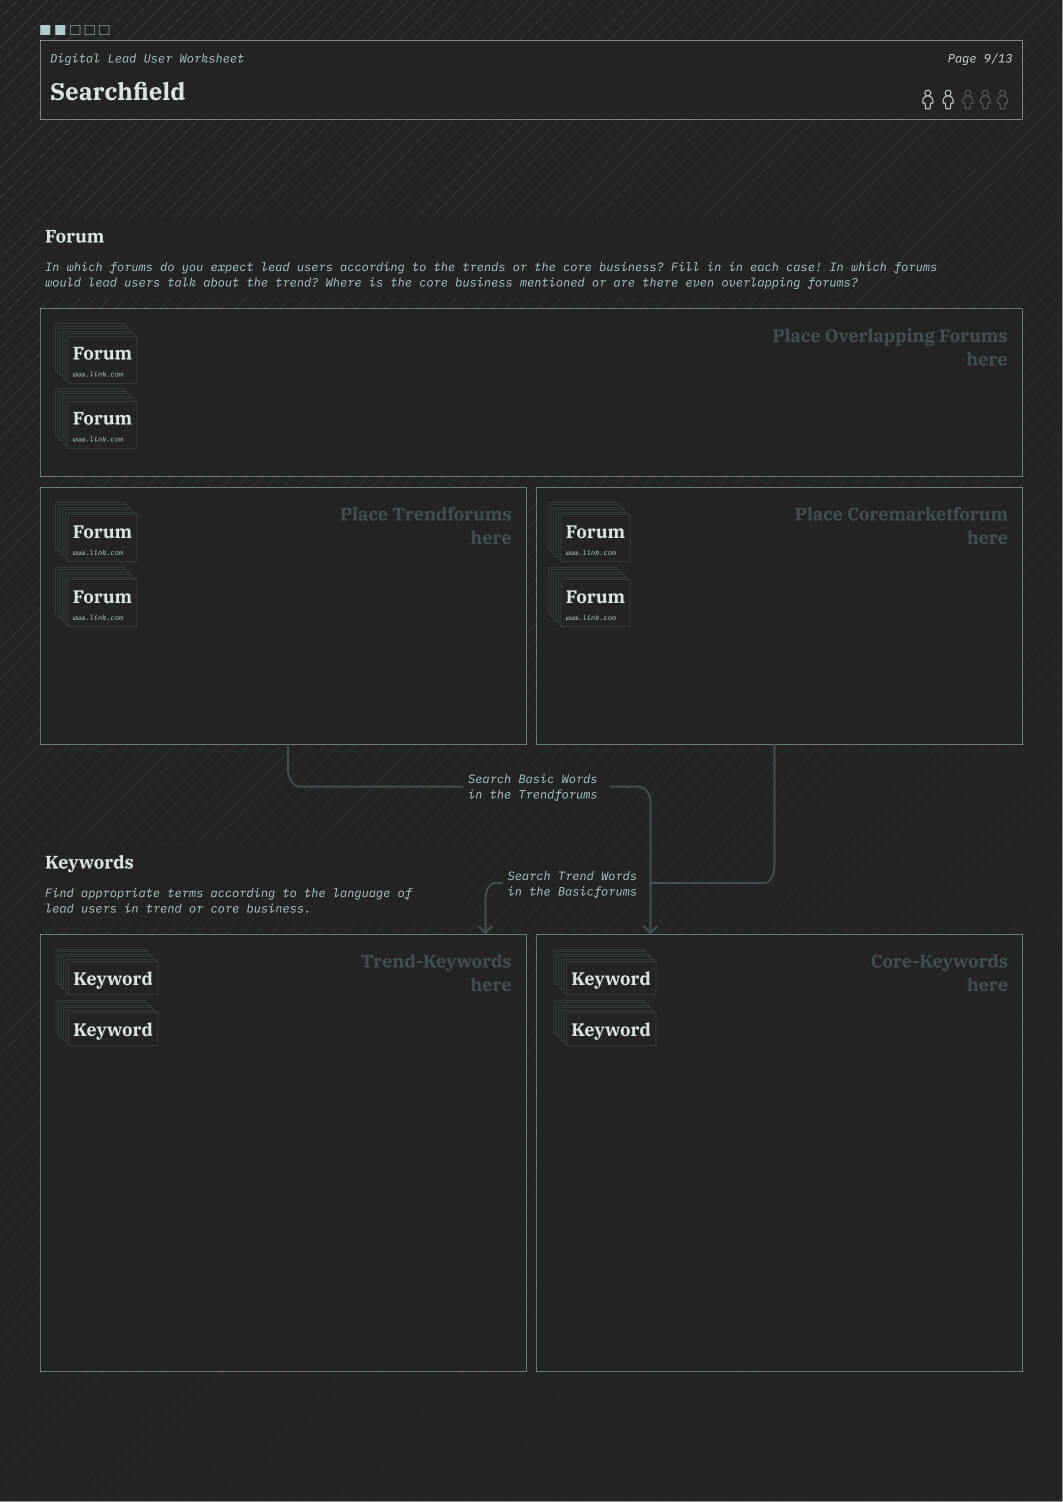 Digital Lead User Worksheet
Page 9/13
Searchfield
Forum
In which forums do you expect lead users according to the trends or the core business? Fill in in each case! In which forums
would lead users talk about the trend? Where is the core business mentioned or are there even overlapping forums?
Place Overlapping Forums
here
Forum
www.link.com
Forum
www.link.com
Place Trendforums
here
Forum
www.link.com
Forum
www.link.com
Place Coremarketforum
here
Forum
www.link.com
Forum
www.link.com
Search Basic Words
in the Trendforums
Search Trend Words
in the Basicforums
Keywords
Find appropriate terms according to the language of
lead users in trend or core business.
Trend-Keywords
here
Keyword
Keyword
Core-Keywords
here
Keyword
Keyword